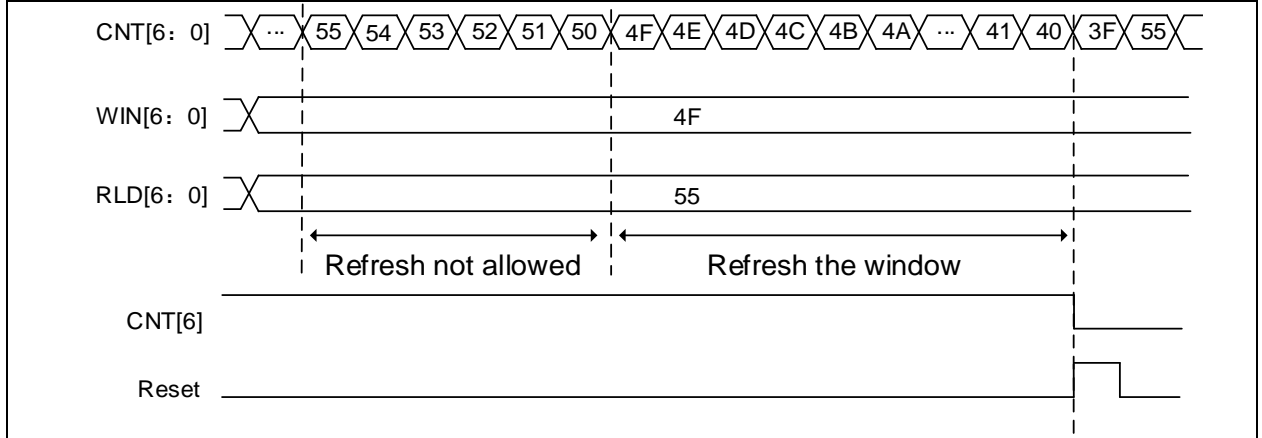 CNT[6：0] ... 55 54 53 52 51 50 4F 4E 4D 4C 4B 4A ... 41 40 3F 55
WIN[6：0] 4F
RLD[6：0] 55
Refresh not allowed Refresh the window
CNT[6]
Reset